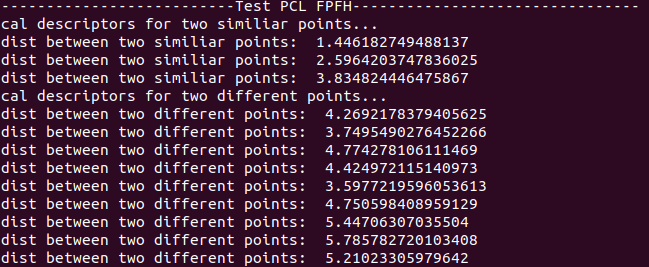 --------------------------Test PCL FPFH--------------------------------
cal descriptors for two similiar points...
dist between two similiar points:  1.446182749488137
dist between two similiar points:  2.5964203747836025
dist between two similiar points:  3.834824446475867
cal descriptors for two different points...
dist between two different points:  4.2692178379405625
dist between two different points:  3.7495490276452266
dist between two different points:  4.774278106111469
dist between two different points:  4.424972115140973
dist between two different points:  3.5977219596053613
dist between two different points:  4.750598408959129
dist between two different points:  5.44706307035504
dist between two different points:  5.785782720103408
dist between two different points:  5.21023305979642